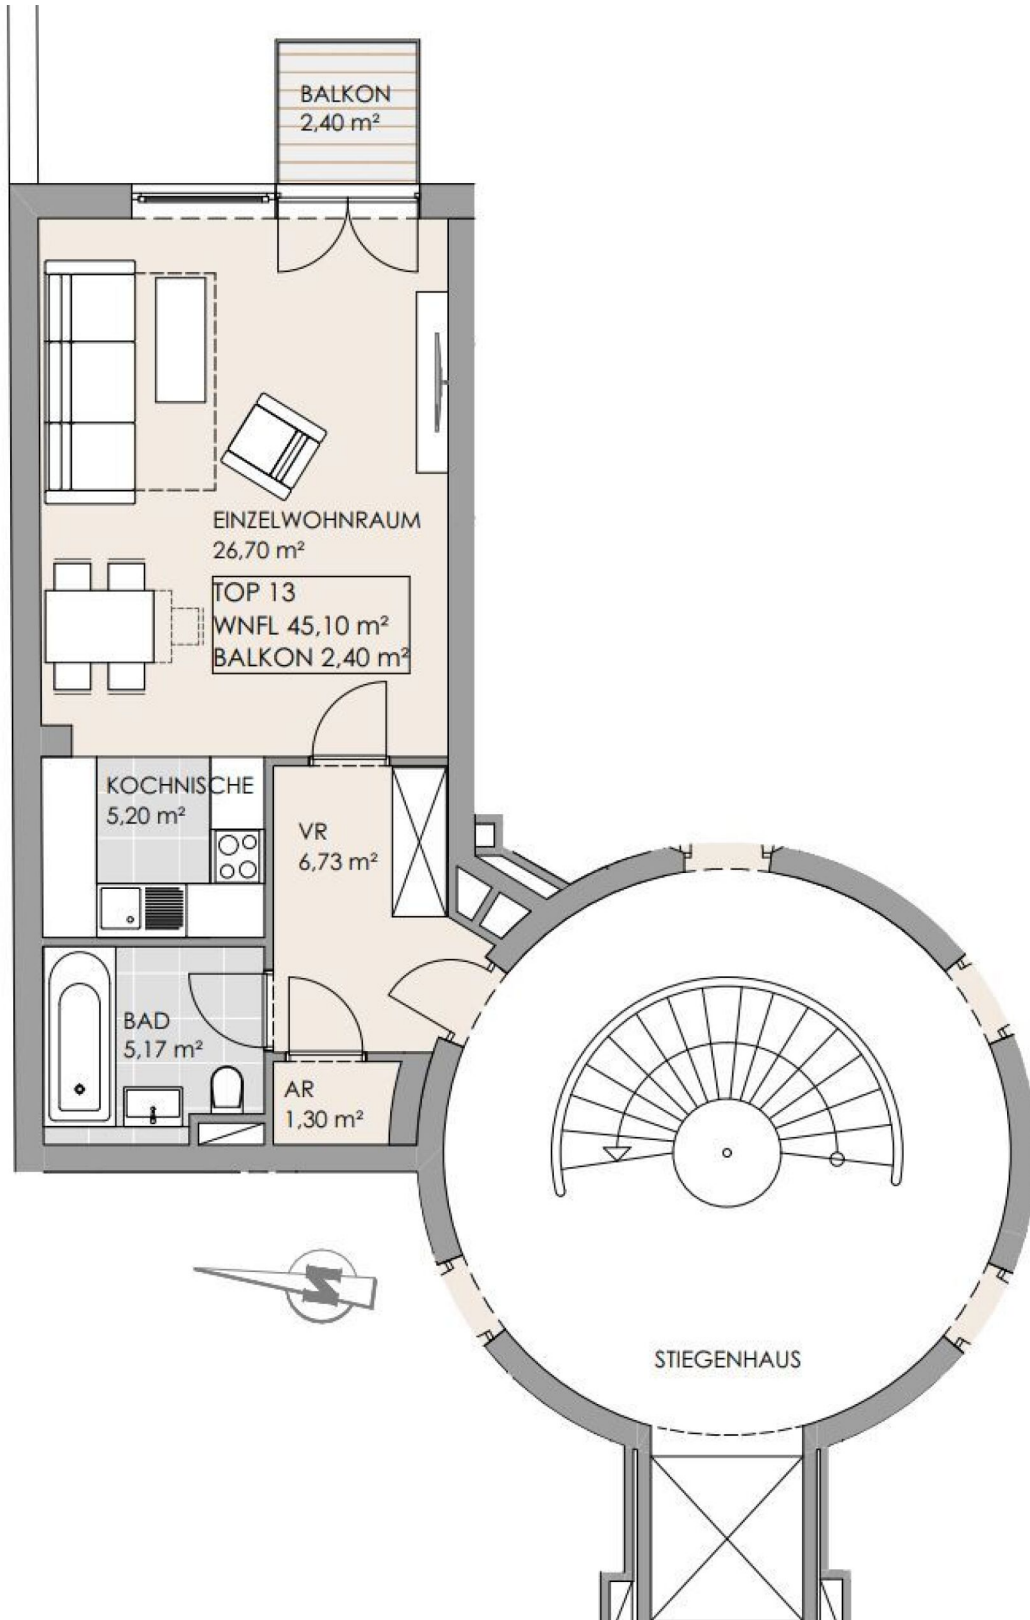 BALKON
2,40 m²
EINZELWOHNRAUM
26,70 m²
TOP 13
WNFL 45,10 m²
BALKON 2,40 m²
KOCHNISCHE
5,20 m²
VR
6,73 m²
BAD
5,17 m²
AR
1,30 m²
N
STIEGENHAUS